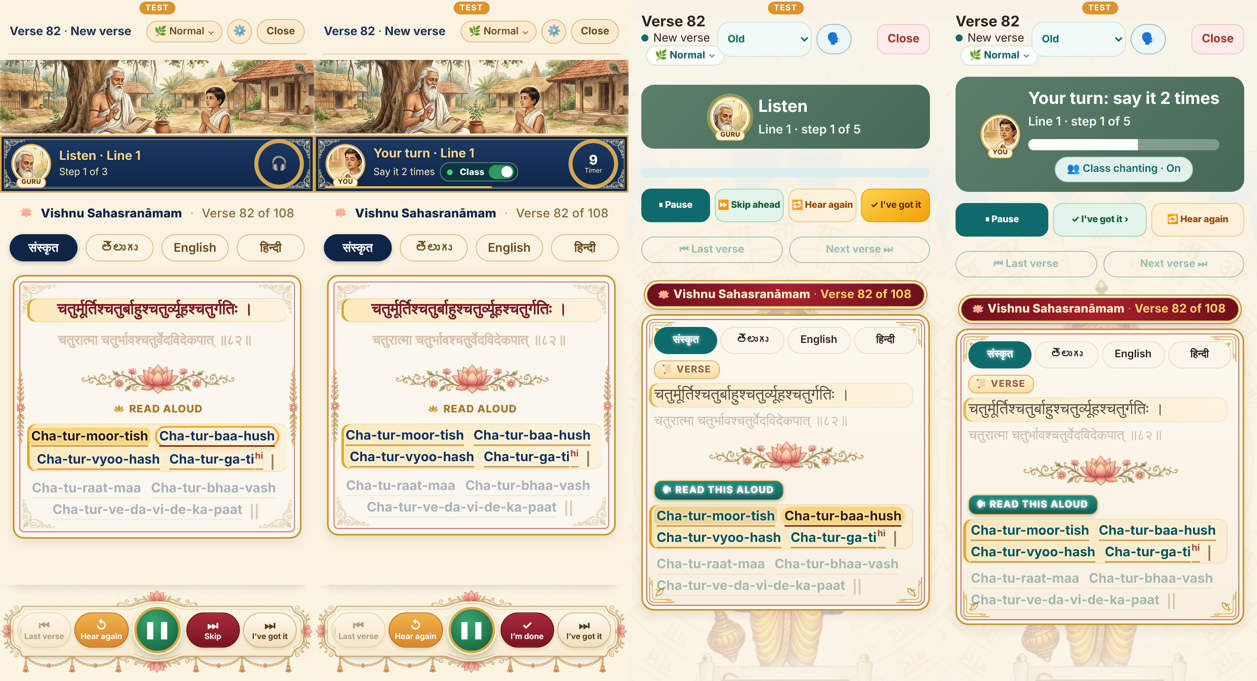 TEST
Verse 82 · New verse
🌿 Normal ⌄
⚙️
Close
GURU
Listen · Line 1
Step 1 of 3
Vishnu Sahasranāmam · Verse 82 of 108
संस्कृत
తెలుగు
English
हिन्दी
चतुर्मूर्तिश्चतुर्बाहुश्चतुर्व्यूहश्चतुर्गतिः ।
चतुरात्मा चतुर्भावश्चतुर्वेदविदेकपात् ॥८२॥
READ ALOUD
Cha-tur-moor-tish Cha-tur-baa-hush
Cha-tur-vyoo-hash Cha-tur-ga-ti hi |
Cha-tu-raat-maa Cha-tur-bhaa-vash
Cha-tur-ve-da-vi-de-ka-paat ||
Last verse
Hear again
Skip
I've got it
TEST
Verse 82 · New verse
🌿 Normal ⌄
Close
YOU
Your turn · Line 1
Say it 2 times
Class
9
Timer
Vishnu Sahasranāmam · Verse 82 of 108
संस्कृत
తెలుగు
English
हिन्दी
चतुर्मूर्तिश्चतुर्बाहुश्चतुर्व्यूहश्चतुर्गतिः ।
चतुरात्मा चतुर्भावश्चतुर्वेदविदेकपात् ॥८२॥
READ ALOUD
Cha-tur-moor-tish Cha-tur-baa-hush
Cha-tur-vyoo-hash Cha-tur-ga-ti hi |
Cha-tu-raat-maa Cha-tur-bhaa-vash
Cha-tur-ve-da-vi-de-ka-paat ||
Last verse
Hear again
I'm done
I've got it
TEST
Verse 82
New verse
🌿 Normal ⌄
Old
Close
GURU
Listen
Line 1 · step 1 of 5
Pause
Skip ahead
Hear again
✓ I've got it
Last verse
Next verse
Vishnu Sahasranāmam · Verse 82 of 108
संस्कृत
తెలుగు
English
हिन्दी
VERSE
चतुर्मूर्तिश्चतुर्बाहुश्चतुर्व्यूहश्चतुर्गतिः ।
चतुरात्मा चतुर्भावश्चतुर्वेदविदेकपात् ॥८२॥
READ THIS ALOUD
Cha-tur-moor-tish Cha-tur-baa-hush
Cha-tur-vyoo-hash Cha-tur-ga-ti hi |
Cha-tu-raat-maa Cha-tur-bhaa-vash
Cha-tur-ve-da-vi-de-ka-paat ||
TEST
Verse 82
New verse
🌿 Normal ⌄
Old
Close
YOU
Your turn: say it 2 times
Line 1 · step 1 of 5
Class chanting · On
Pause
✓ I've got it ›
Hear again
Last verse
Next verse
Vishnu Sahasranāmam · Verse 82 of 108
संस्कृत
తెలుగు
English
हिन्दी
VERSE
चतुर्मूर्तिश्चतुर्बाहुश्चतुर्व्यूहश्चतुर्गतिः ।
चतुरात्मा चतुर्भावश्चतुर्वेदविदेकपात् ॥८२॥
READ THIS ALOUD
Cha-tur-moor-tish Cha-tur-baa-hush
Cha-tur-vyoo-hash Cha-tur-ga-ti hi |
Cha-tu-raat-maa Cha-tur-bhaa-vash
Cha-tur-ve-da-vi-de-ka-paat ||